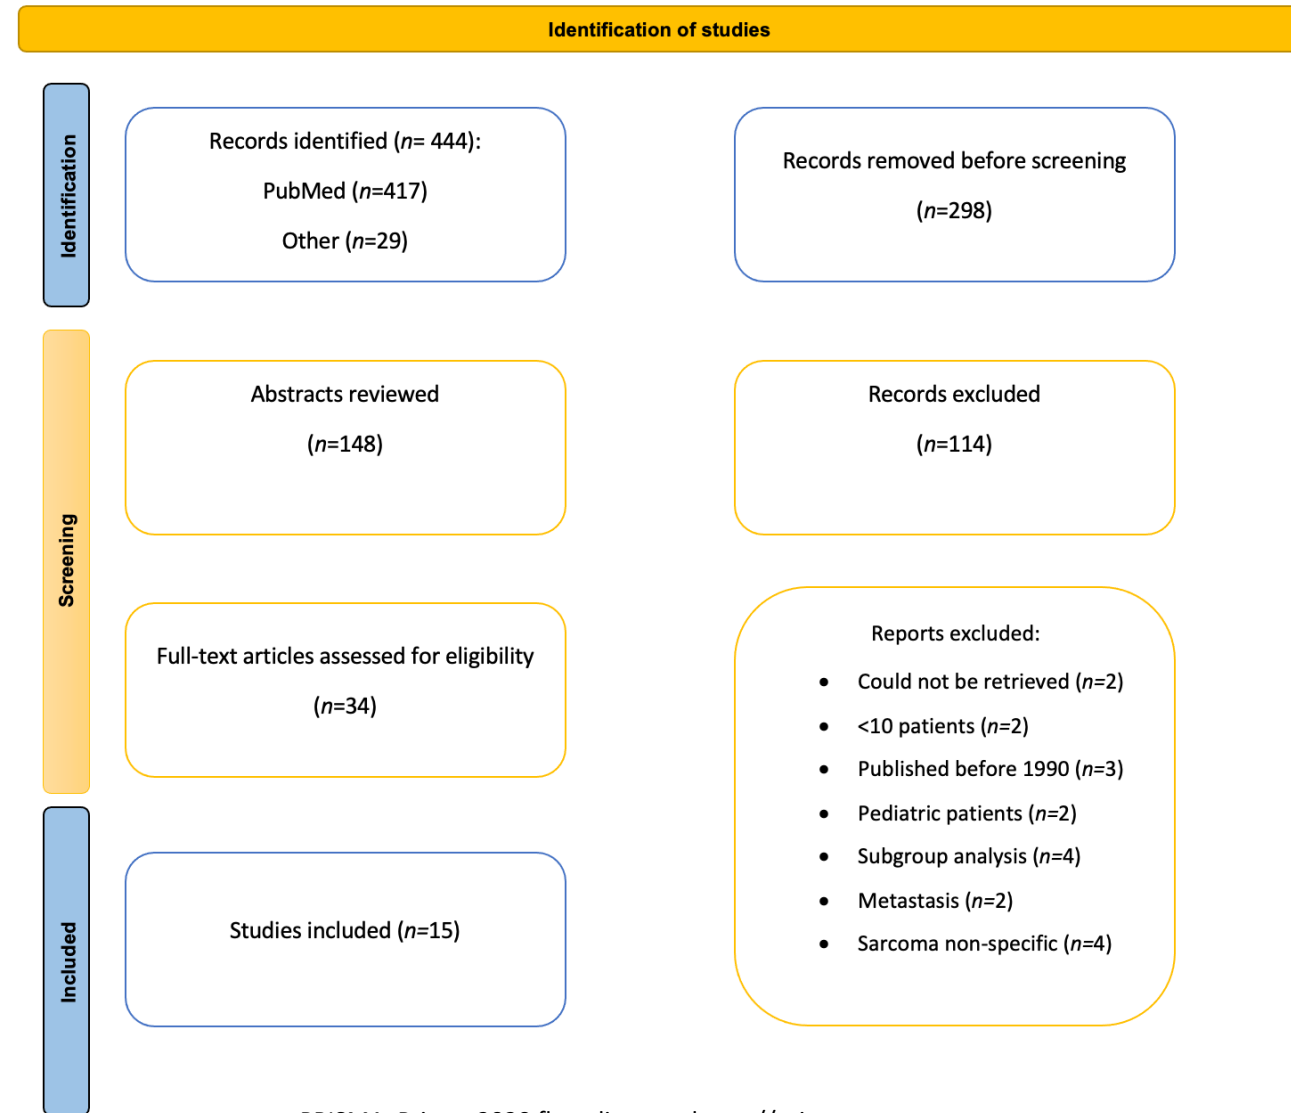 Identification of studies
Identification
Records identified (n= 444):
PubMed (n=417)
Other (n=29)
Records removed before screening
(n=298)
Screening
Abstracts reviewed
(n=148)
Records excluded
(n=114)
Full-text articles assessed for eligibility
(n=34)
Reports excluded:
• Could not be retrieved (n=2)
• <10 patients (n=2)
• Published before 1990 (n=3)
• Pediatric patients (n=2)
• Subgroup analysis (n=4)
• Metastasis (n=2)
• Sarcoma non-specific (n=4)
Included
Studies included (n=15)